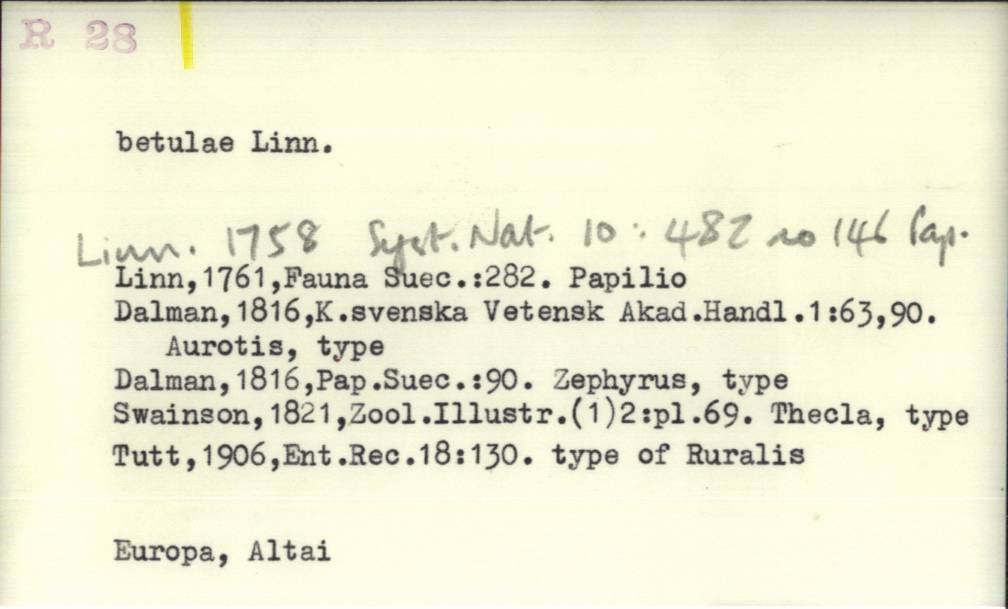 R 28
betulae Linn.
Linn. 1758 Syst. Nat. 10: 482 no 146 Pap.
Linn,1761,Fauna Suec.:282. Papilio
Dalman,1816,K.svenska Vetensk Akad.Handl.1:63,90.
Aurotis, type
Dalman,1816,Pap.Suec.:90. Zephyrus, type
Swainson,1821,Zool.Illustr.(1)2:pl.69. Thecla, type
Tutt,1906,Ent.Rec.18:130. type of Ruralis
Europa, Altai